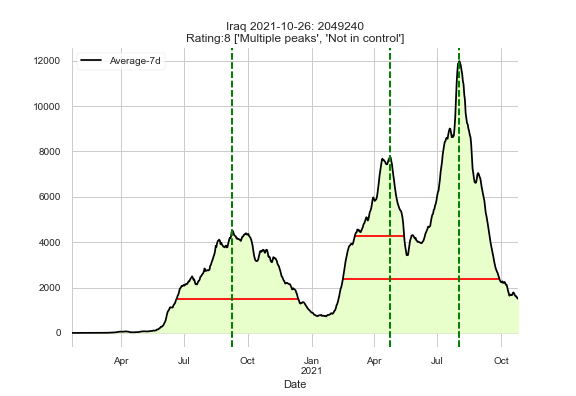 Iraq 2021-10-26: 2049240
Rating:8 ['Multiple peaks', 'Not in control']
Average-7d
12000
10000
8000
6000
4000
2000
0
Apr
Jul
Oct
Jan
2021
Apr
Jul
Oct
Date